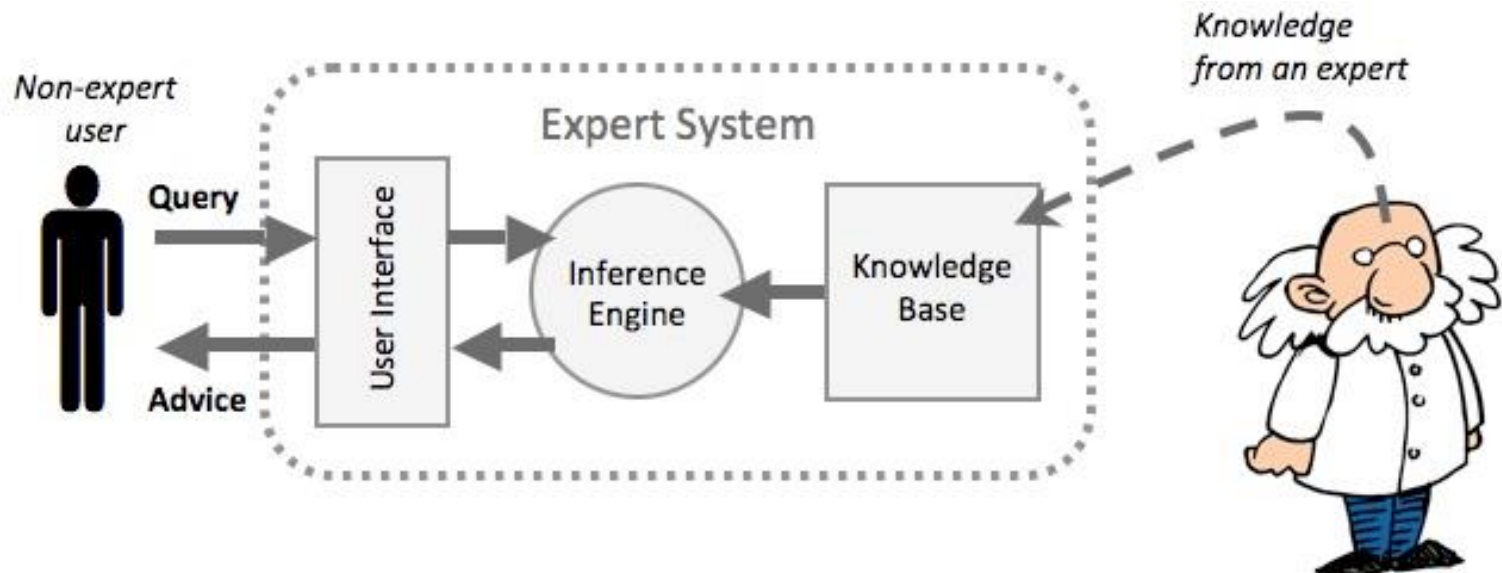 Non-expert
user
Query
Advice
Expert System
User Interface
Inference
Engine
Knowledge
Base
Knowledge
from an expert